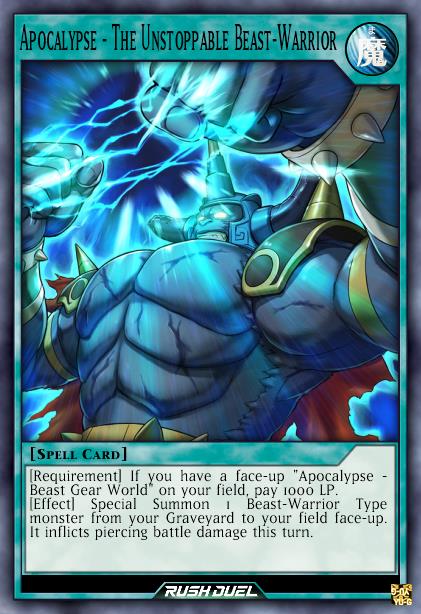 Apocalypse - The Unstoppable Beast-Warrior
ま
魔
[Spell Card]
[Requirement] If you have a face-up "Apocalypse -
Beast Gear World" on your field, pay 1000 LP.
[Effect] Special Summon 1 Beast-Warrior Type
monster from your Graveyard to your field face-up.
It inflicts piercing battle damage this turn.
RUSH DUEL